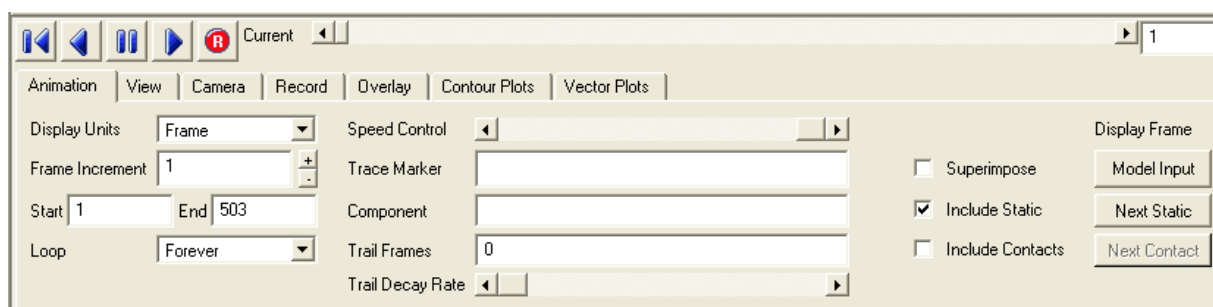 R Current 1
Animation View Camera Record Overlay Contour Plots Vector Plots
Display Units Frame Speed Control Display Frame
Frame Increment 1 + - Trace Marker Superimpose Model Input
Start 1 End 503 Component Include Static Next Static
Loop Forever Trail Frames 0 Include Contacts Next Contact
Trail Decay Rate